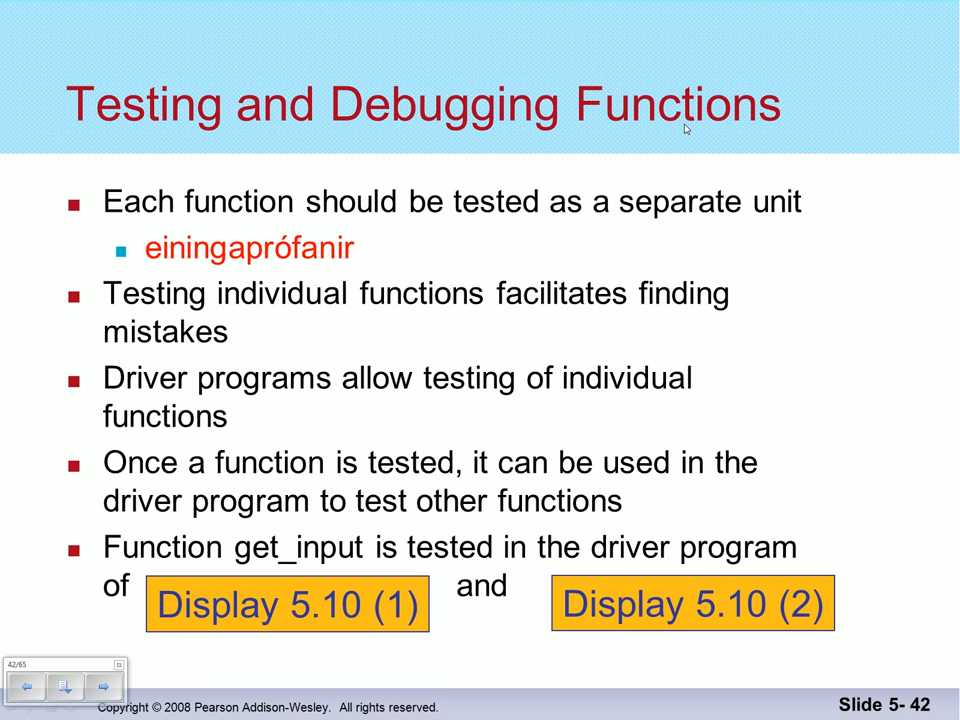 Testing and Debugging Functions
Each function should be tested as a separate unit
einingaprófanir
Testing individual functions facilitates finding
mistakes
Driver programs allow testing of individual
functions
Once a function is tested, it can be used in the
driver program to test other functions
Function get_input is tested in the driver program
of Display 5.10 (1) and Display 5.10 (2)
42/65
Copyright © 2008 Pearson Addison-Wesley. All rights reserved.
Slide 5- 42